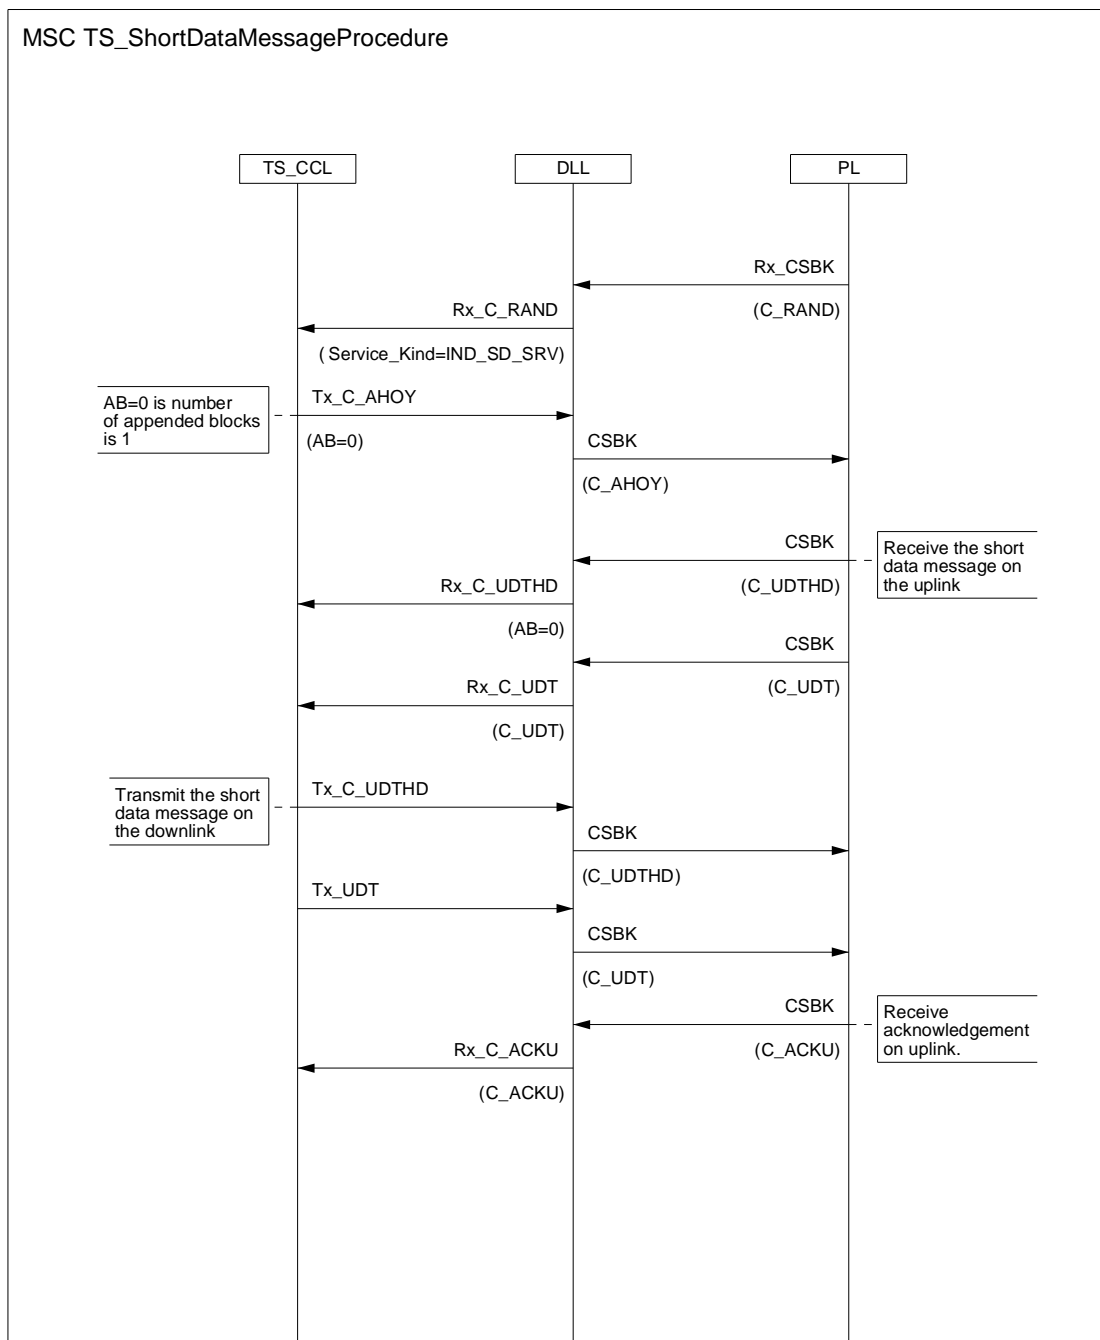 MSC TS_ShortDataMessageProcedure
TS_CCL
DLL
PL
Rx_CSBK
(C_RAND)
Rx_C_RAND
( Service_Kind=IND_SD_SRV)
AB=0 is number
of appended blocks
is 1
Tx_C_AHOY
(AB=0)
CSBK
(C_AHOY)
CSBK
(C_UDTHD)
Receive the short
data message on
the uplink
Rx_C_UDTHD
(AB=0)
CSBK
(C_UDT)
Rx_C_UDT
(C_UDT)
Transmit the short
data message on
the downlink
Tx_C_UDTHD
CSBK
(C_UDTHD)
Tx_UDT
CSBK
(C_UDT)
CSBK
(C_ACKU)
Receive
acknowledgement
on uplink.
Rx_C_ACKU
(C_ACKU)